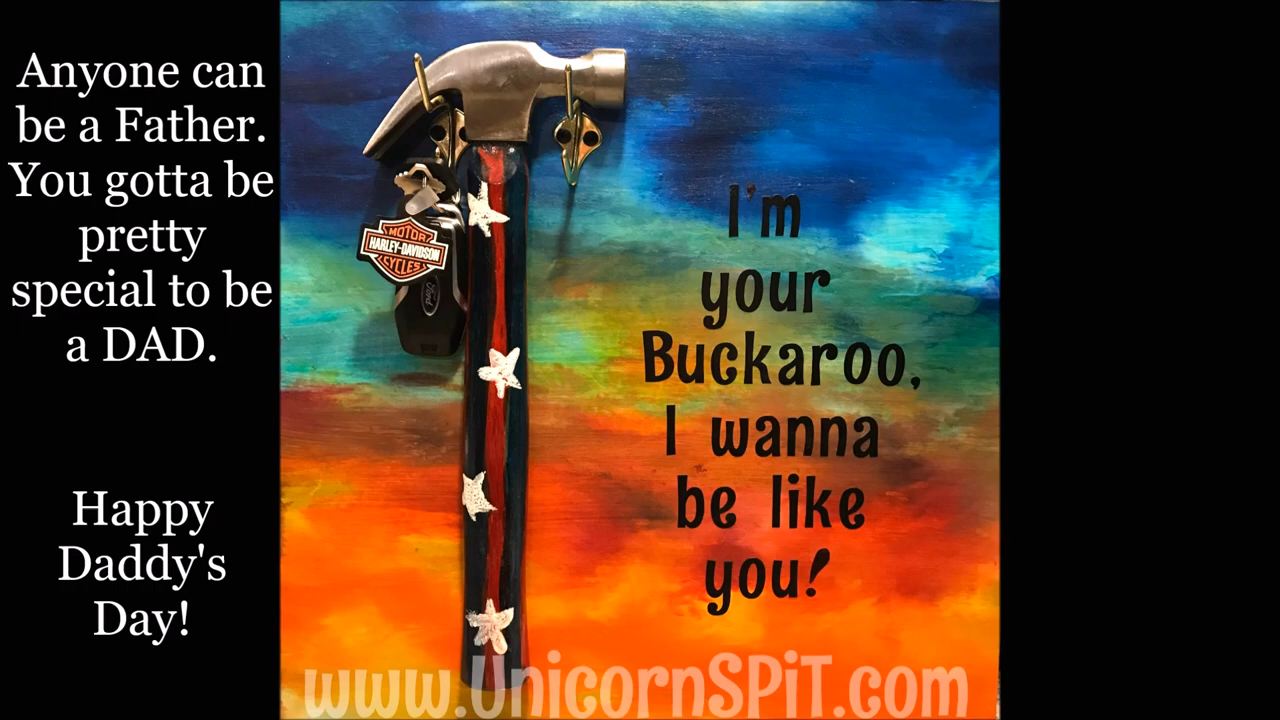 Anyone can
be a Father.
You gotta be
pretty
special to be
a DAD.
Happy
Daddy's
Day!
MOTOR
HARLEY-DAVIDSON
CYCLES
Ford
I'm
your
Buckaroo,
I wanna
be like
you!
www.UnicornSPiT.com